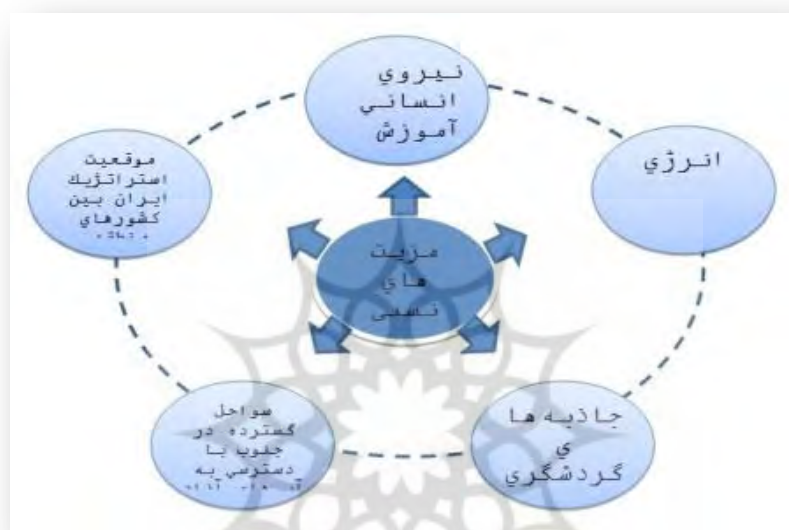 نيروي
انساني
آموزش
انرژي
موقعيت
استراتژيك
ايران بين
كشورهاي
مزيت
هاي
نسبي
سواحل
گسترده در
جنوب با
دسترسي به
جاذبه ها
ي
گردشگري